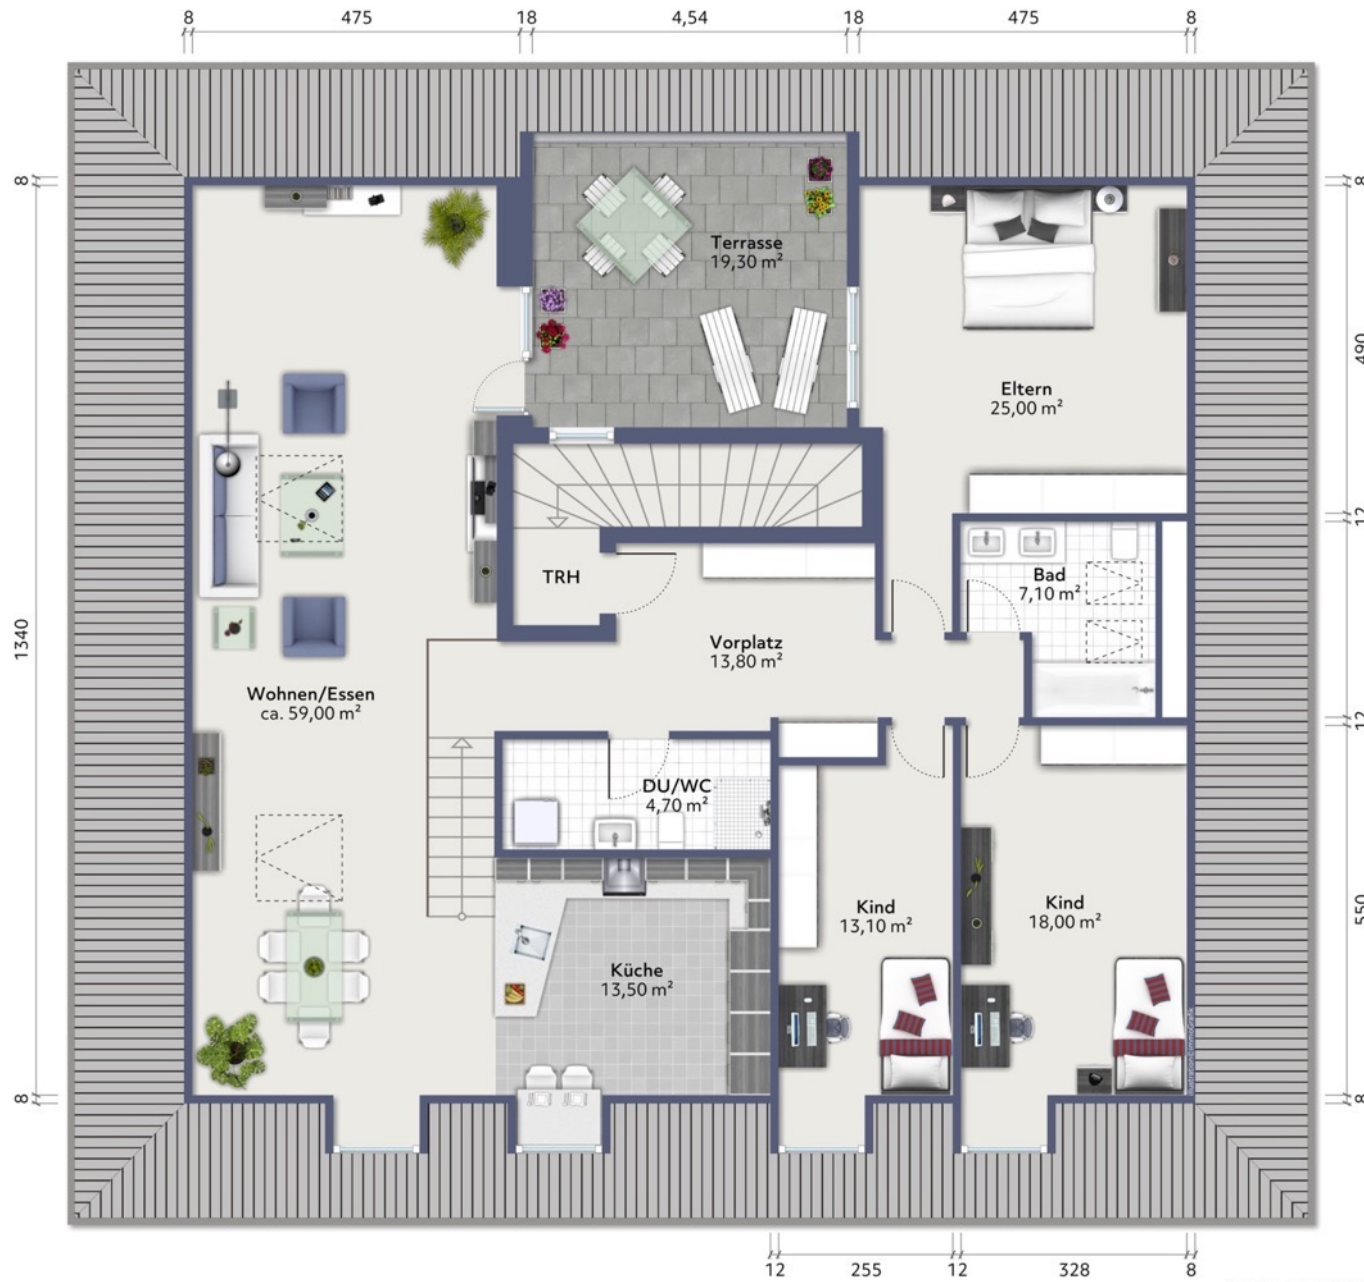 8 475 18 4,54 18 475 8
8
8
Terrasse
19,30 m²
490
Eltern
25,00 m²
12
TRH
Bad
7,10 m²
1340
Vorplatz
13,80 m²
Wohnen/Essen
ca. 59,00 m²
12
DU/WC
4,70 m²
Kind
13,10 m²
Kind
18,00 m²
550
Küche
13,50 m²
8
8
12 255 12 328 8